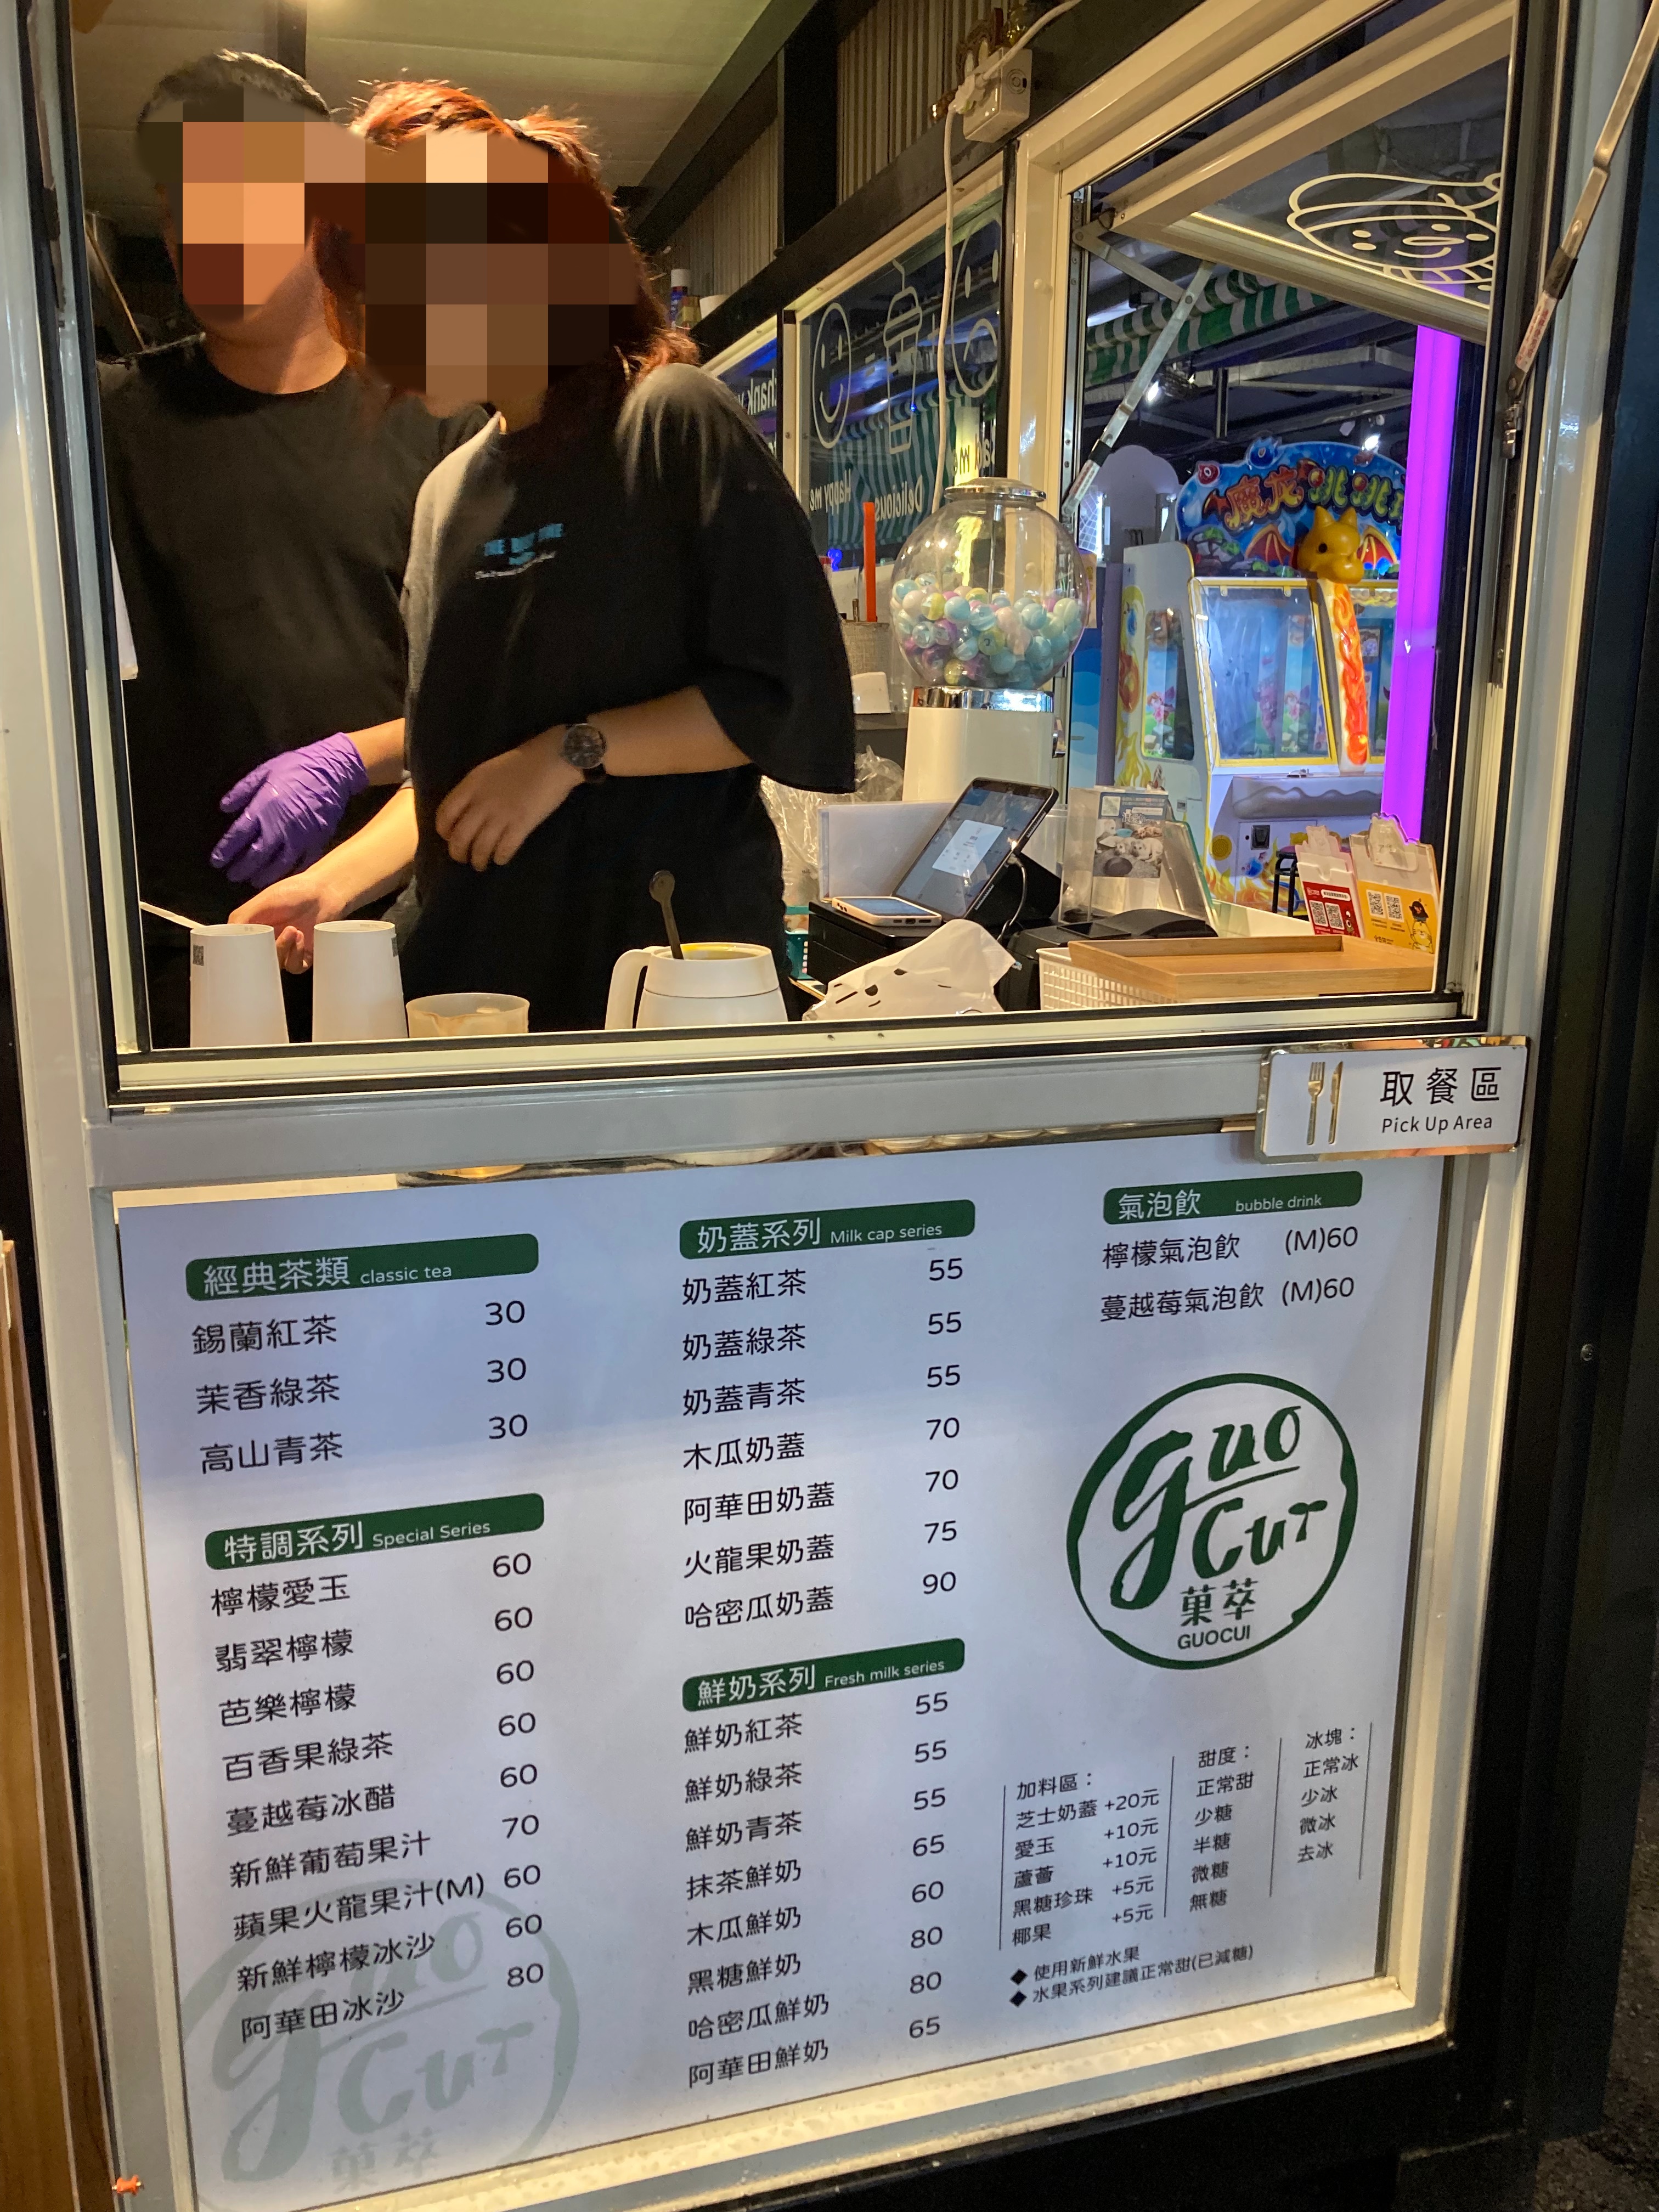 魔龙
Happy me
Delicious
取餐區
Pick Up Area
經典茶類 classic tea
錫蘭紅茶 30
茉香綠茶 30
高山青茶 30
特調系列 Special Series
檸檬愛玉 60
翡翠檸檬 60
芭樂檸檬 60
百香果綠茶 60
蔓越莓冰醋 60
新鮮葡萄果汁 70
蘋果火龍果汁(M) 60
新鮮檸檬冰沙 60
阿華田冰沙 80
guo
Cur
菓萃
奶蓋系列 Milk cap series
奶蓋紅茶 55
奶蓋綠茶 55
奶蓋青茶 55
木瓜奶蓋 70
阿華田奶蓋 70
火龍果奶蓋 75
哈密瓜奶蓋 90
鮮奶系列 Fresh milk series
鮮奶紅茶 55
鮮奶綠茶 55
鮮奶青茶 55
抹茶鮮奶 65
木瓜鮮奶 60
黑糖鮮奶 80
哈密瓜鮮奶 80
阿華田鮮奶 65
氣泡飲 bubble drink
檸檬氣泡飲 (M)60
蔓越莓氣泡飲 (M)60
guo
Cur
菓萃
GUOCUI
加料區：
芝士奶蓋 +20元
愛玉 +10元
蘆薈 +10元
黑糖珍珠 +5元
椰果 +5元
甜度：
正常甜
少糖
半糖
微糖
無糖
冰塊：
正常冰
少冰
微冰
去冰
◆ 使用新鮮水果
◆ 水果系列建議正常甜(已減糖)